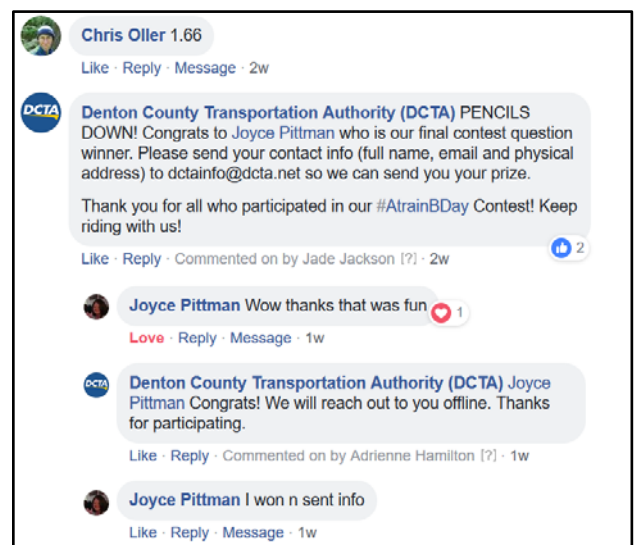 Chris Oller 1.66
Like · Reply · Message · 2w
DCTA
Denton County Transportation Authority (DCTA) PENCILS
DOWN! Congrats to Joyce Pittman who is our final contest question
winner. Please send your contact info (full name, email and physical
address) to dctainfo@dcta.net so we can send you your prize.
Thank you for all who participated in our #AtrainBDay Contest! Keep
riding with us!
2
Like · Reply · Commented on by Jade Jackson [?] · 2w
Joyce Pittman Wow thanks that was fun
1
Love · Reply · Message · 1w
DCTA
Denton County Transportation Authority (DCTA) Joyce
Pittman Congrats! We will reach out to you offline. Thanks
for participating.
Like · Reply · Commented on by Adrienne Hamilton [?] · 1w
Joyce Pittman I won n sent info
Like · Reply · Message · 1w